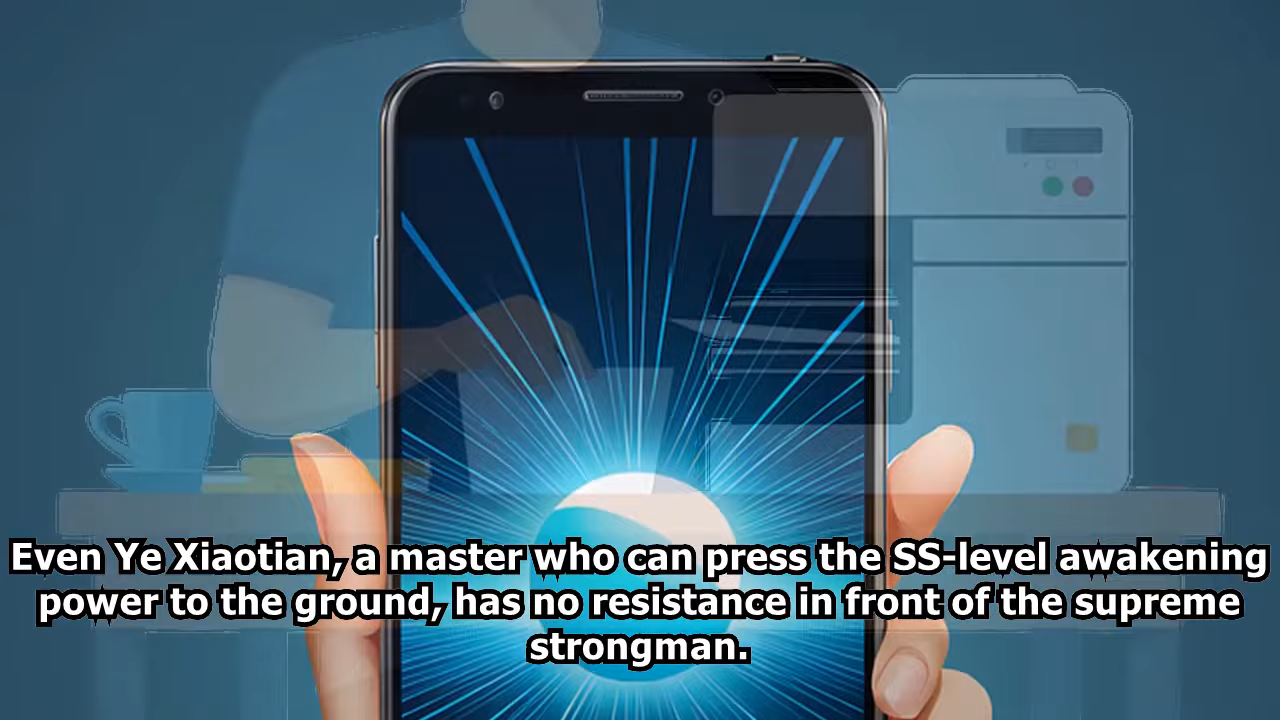 Even Ye Xiaotian, a master who can press the SS-level awakening
power to the ground, has no resistance in front of the supreme
strongman.